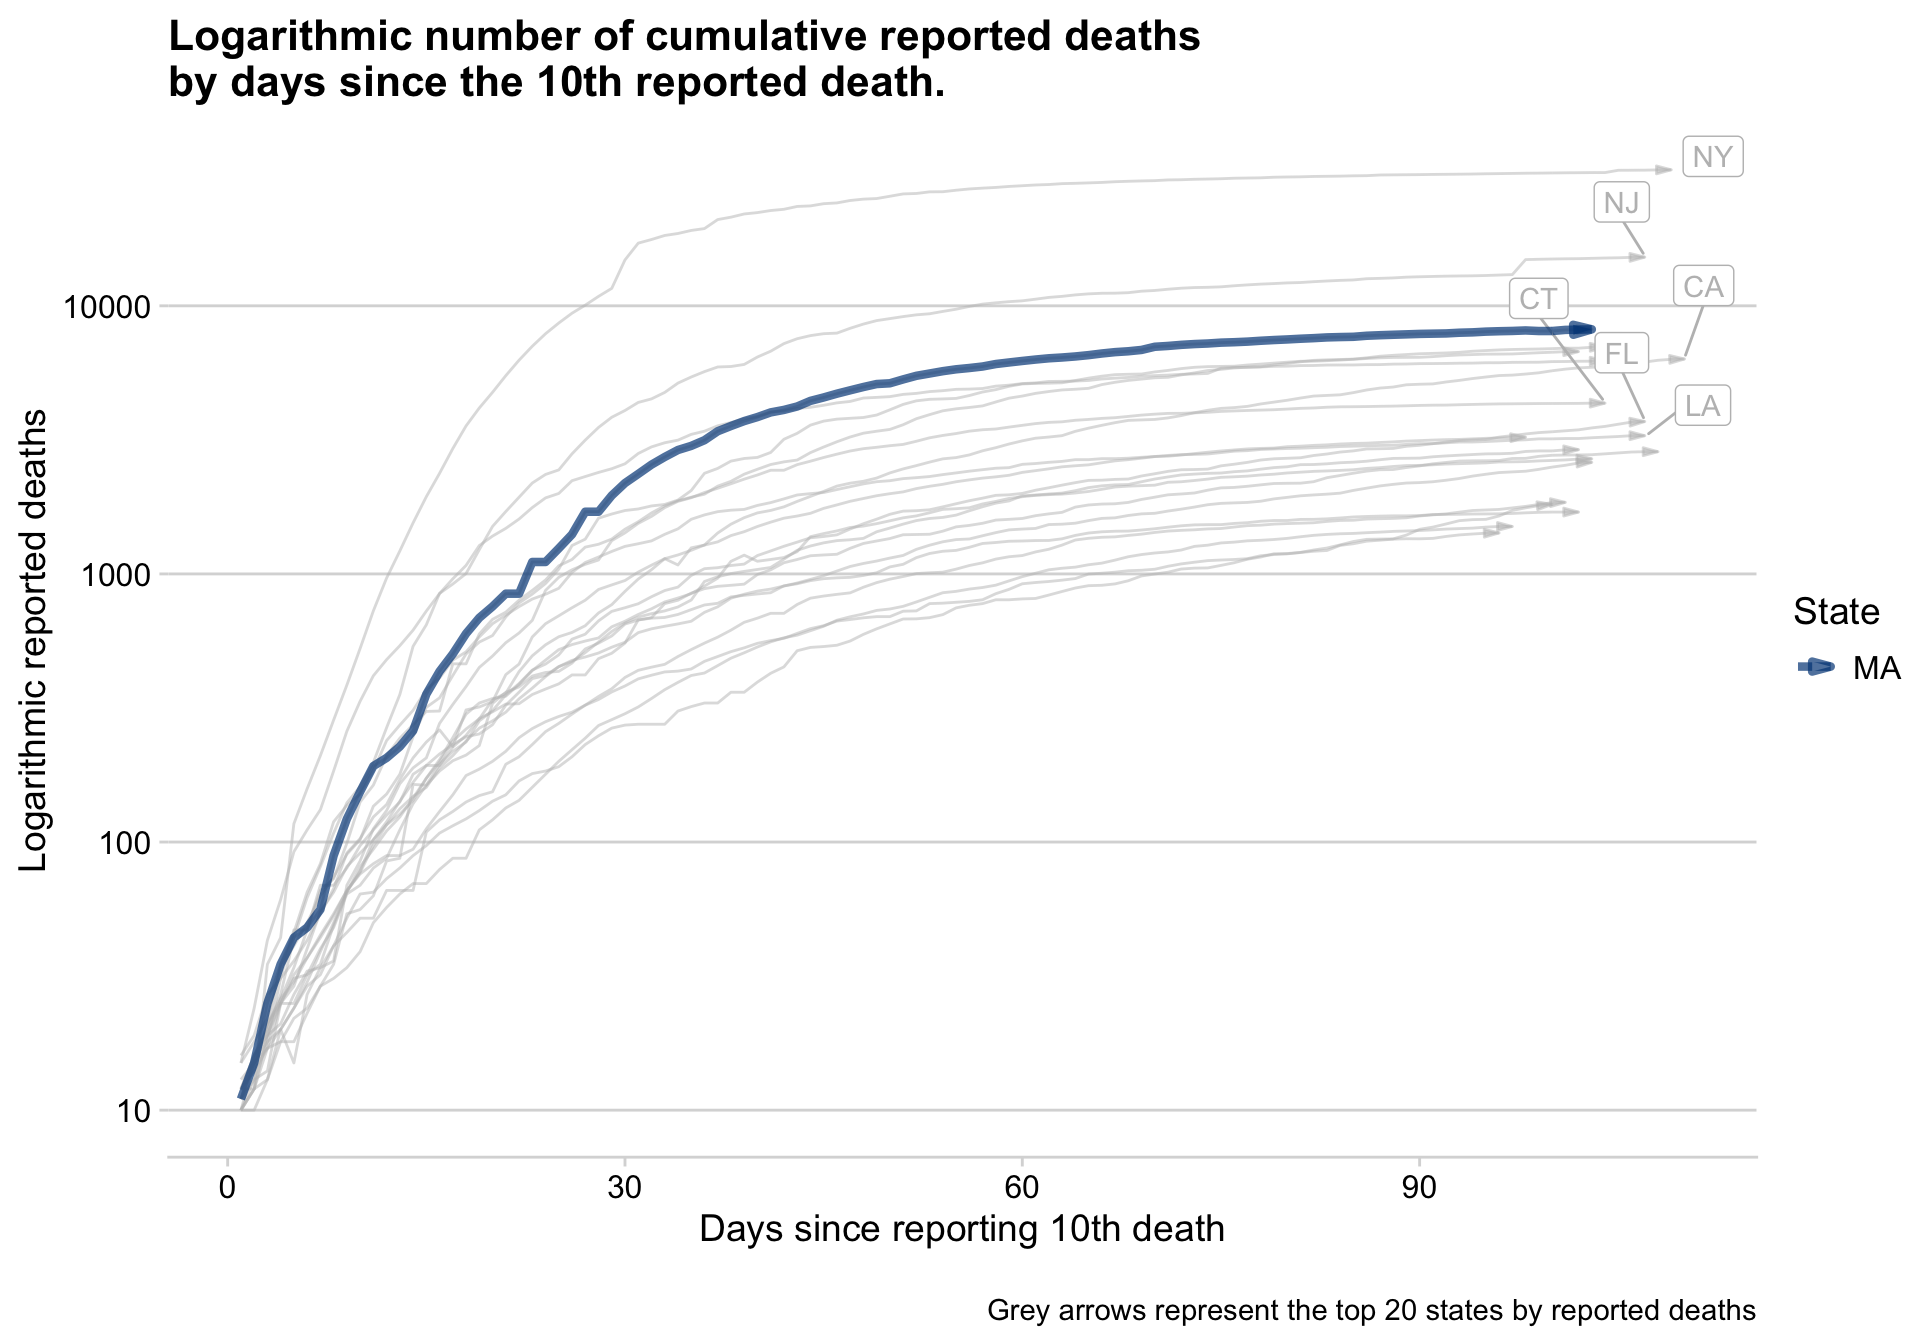 Logarithmic number of cumulative reported deaths
by days since the 10th reported death.
NY
NJ
CA
CT
FL
LA
10000
1000
100
10
Logarithmic reported deaths
0 30 60 90
Days since reporting 10th death
State
MA
Grey arrows represent the top 20 states by reported deaths